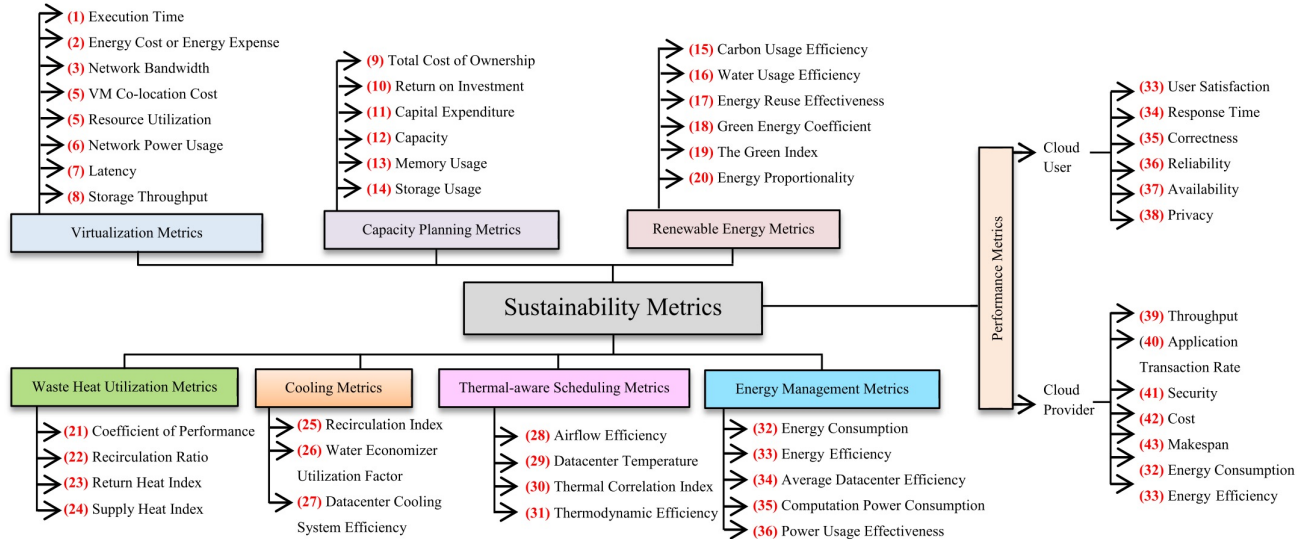 (1) Execution Time
(2) Energy Cost or Energy Expense
(3) Network Bandwidth
(5) VM Co-location Cost
(5) Resource Utilization
(6) Network Power Usage
(7) Latency
(8) Storage Throughput
Virtualization Metrics
(9) Total Cost of Ownership
(10) Return on Investment
(11) Capital Expenditure
(12) Capacity
(13) Memory Usage
(14) Storage Usage
Capacity Planning Metrics
(15) Carbon Usage Efficiency
(16) Water Usage Efficiency
(17) Energy Reuse Effectiveness
(18) Green Energy Coefficient
(19) The Green Index
(20) Energy Proportionality
Renewable Energy Metrics
Sustainability Metrics
Performance Metrics
Cloud
User
(33) User Satisfaction
(34) Response Time
(35) Correctness
(36) Reliability
(37) Availability
(38) Privacy
Cloud
Provider
(39) Throughput
(40) Application
Transaction Rate
(41) Security
(42) Cost
(43) Makespan
(32) Energy Consumption
(33) Energy Efficiency
Waste Heat Utilization Metrics
(21) Coefficient of Performance
(22) Recirculation Ratio
(23) Return Heat Index
(24) Supply Heat Index
Cooling Metrics
(25) Recirculation Index
(26) Water Economizer
Utilization Factor
(27) Datacenter Cooling
System Efficiency
Thermal-aware Scheduling Metrics
(28) Airflow Efficiency
(29) Datacenter Temperature
(30) Thermal Correlation Index
(31) Thermodynamic Efficiency
Energy Management Metrics
(32) Energy Consumption
(33) Energy Efficiency
(34) Average Datacenter Efficiency
(35) Computation Power Consumption
(36) Power Usage Effectiveness